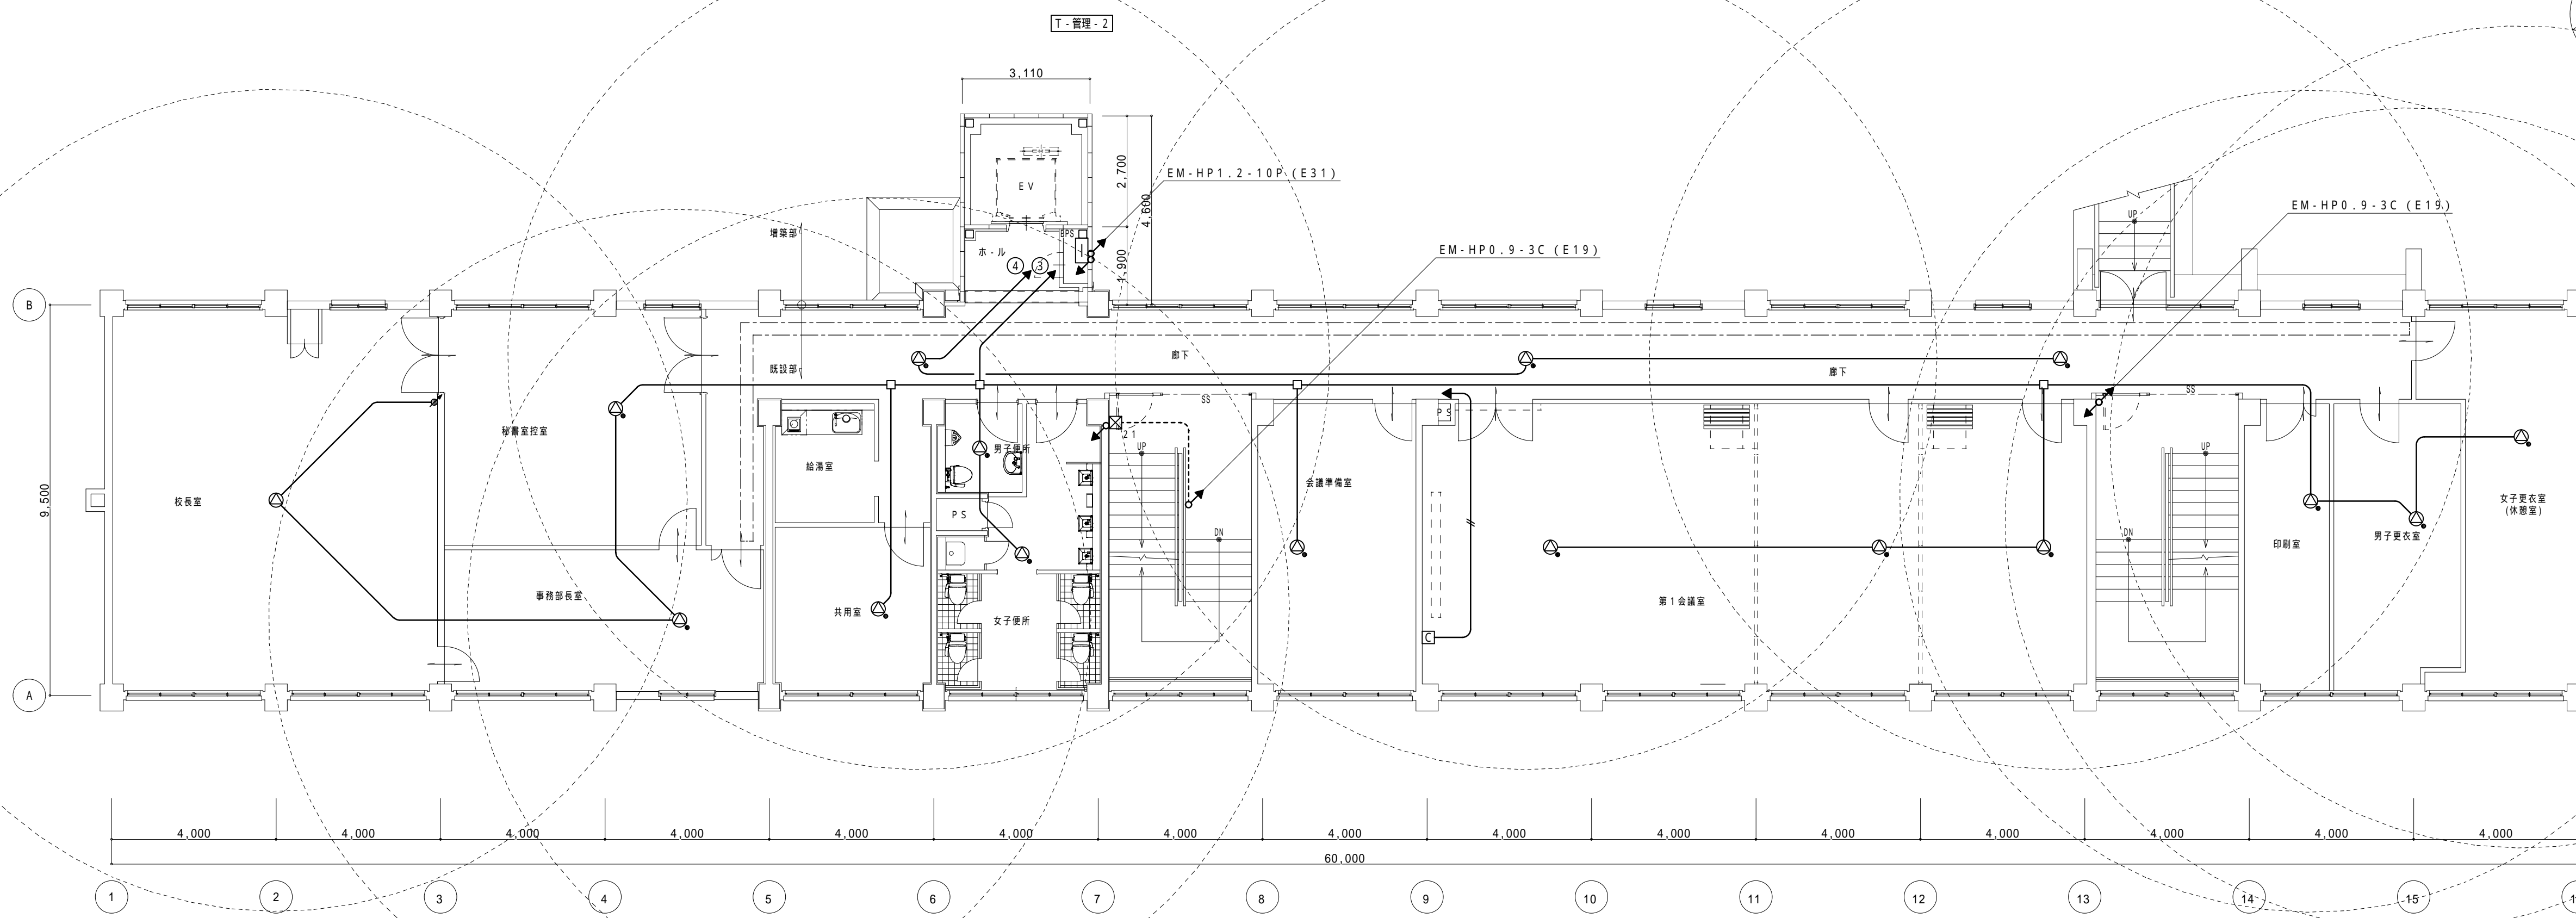 T-管理-2
3,110
2,700
EM-HP1.2-10P (E31)
EV
4,600
UP
EM-HP0.9-3C (E19)
増築部
EPS
ホ-ル
EM-HP0.9-3C (E19)
4
3
1,900
B
既設部
廊下
廊下
SS
SS
PS
秘書室控室
21
UP
男子便所
UP
給湯室
会議準備室
校長室
9,500
PS
女子更衣室
(休憩室)
DN
DN
印刷室
男子更衣室
事務部長室
共用室
女子便所
第1会議室
C
A
4,000 4,000 4,000 4,000 4,000 4,000 4,000 4,000 4,000 4,000 4,000 4,000 4,000 4,000 4,000
60,000
1 2 3 4 5 6 7 8 9 10 11 12 13 14 15